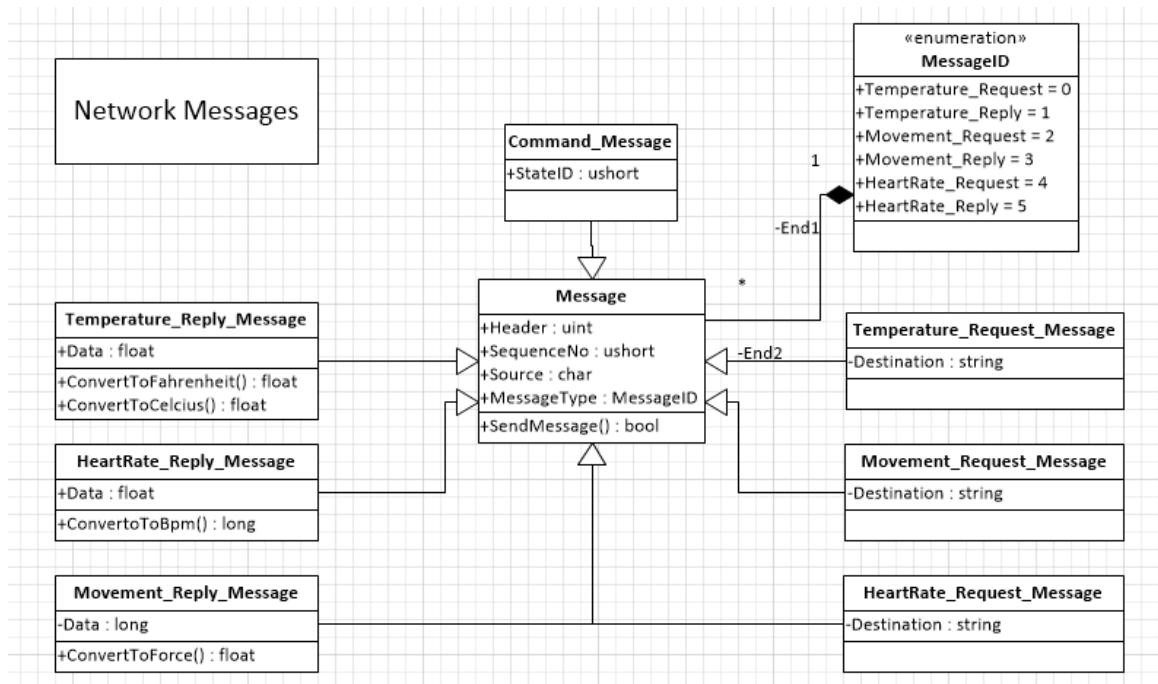 Network Messages
«enumeration»
MessageID
+Temperature_Request = 0
+Temperature_Reply = 1
+Movement_Request = 2
+Movement_Reply = 3
+HeartRate_Request = 4
+HeartRate_Reply = 5
Command_Message
+StateID : ushort
1
-End1
*
-End2
Message
+Header : uint
+SequenceNo : ushort
+Source : char
+MessageType : MessageID
+SendMessage() : bool
Temperature_Reply_Message
+Data : float
+ConvertToFahrenheit() : float
+ConvertToCelcius() : float
Temperature_Request_Message
-Destination : string
HeartRate_Reply_Message
+Data : float
+ConvertoToBpm() : long
Movement_Request_Message
-Destination : string
Movement_Reply_Message
-Data : long
+ConvertToForce() : float
HeartRate_Request_Message
-Destination : string